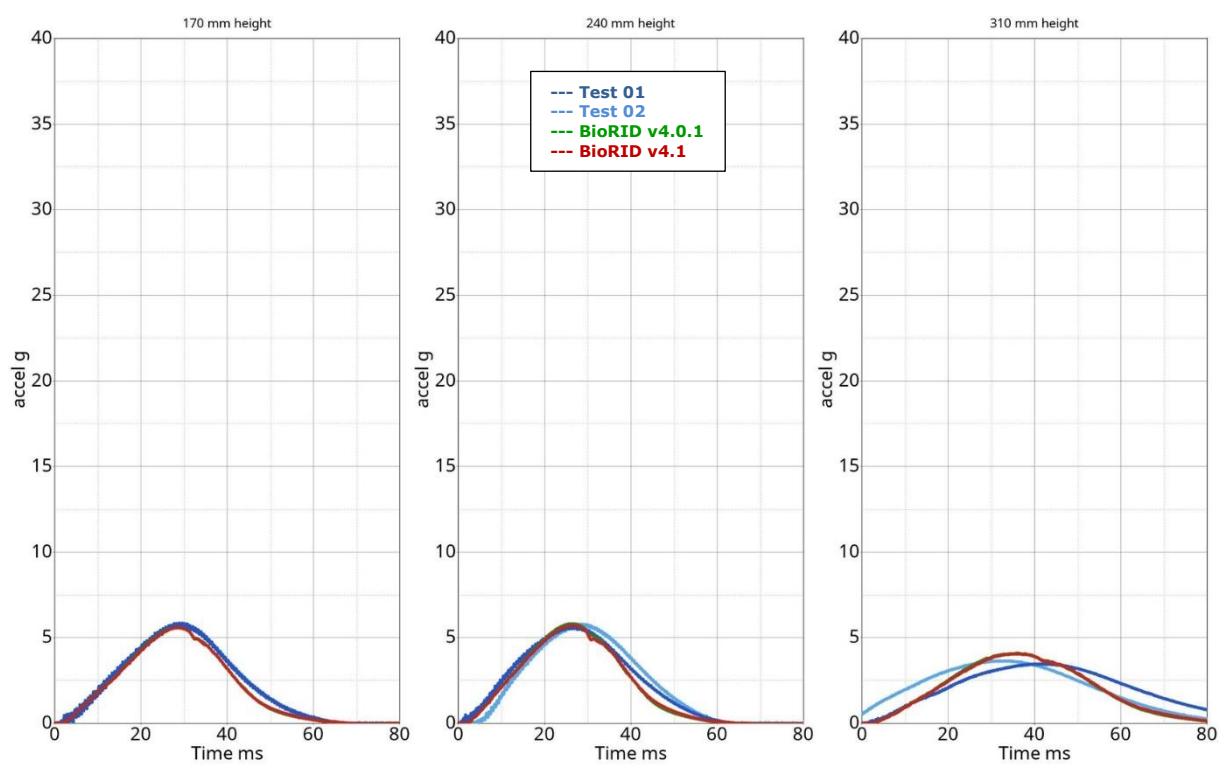 170 mm height
240 mm height
310 mm height
40
35
30
25
20
15
10
5
0
accel g
0 20 40 60 80
Time ms
40
35
30
25
20
15
10
5
0
accel g
0 20 40 60 80
Time ms
--- Test 01
--- Test 02
--- BioRID v4.0.1
--- BioRID v4.1
40
35
30
25
20
15
10
5
0
accel g
0 20 40 60 80
Time ms